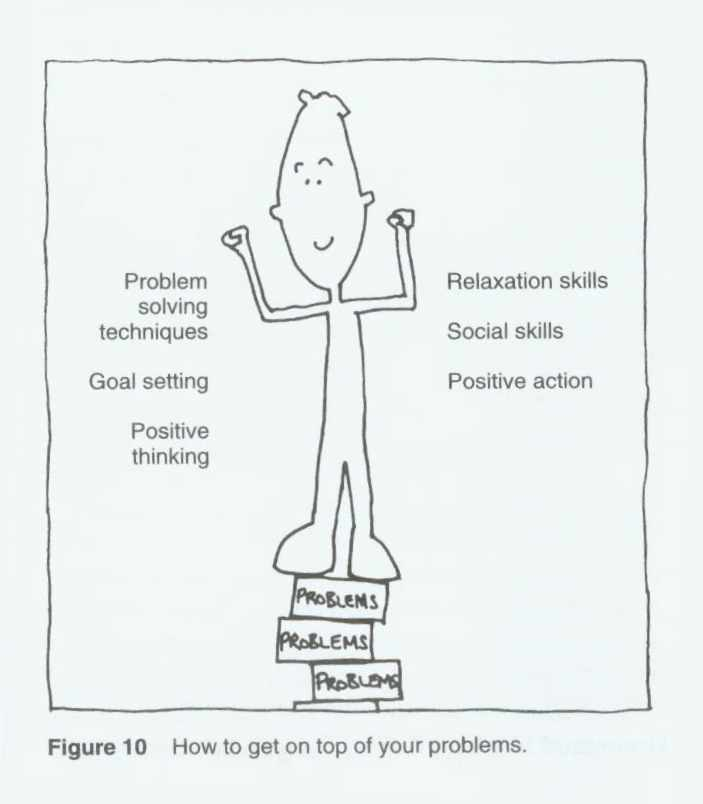 Problem
solving
techniques
Goal setting
Positive
thinking
Relaxation skills
Social skills
Positive action
PROBLEMS
PROBLEMS
PROBLEMS
Figure 10 How to get on top of your problems.